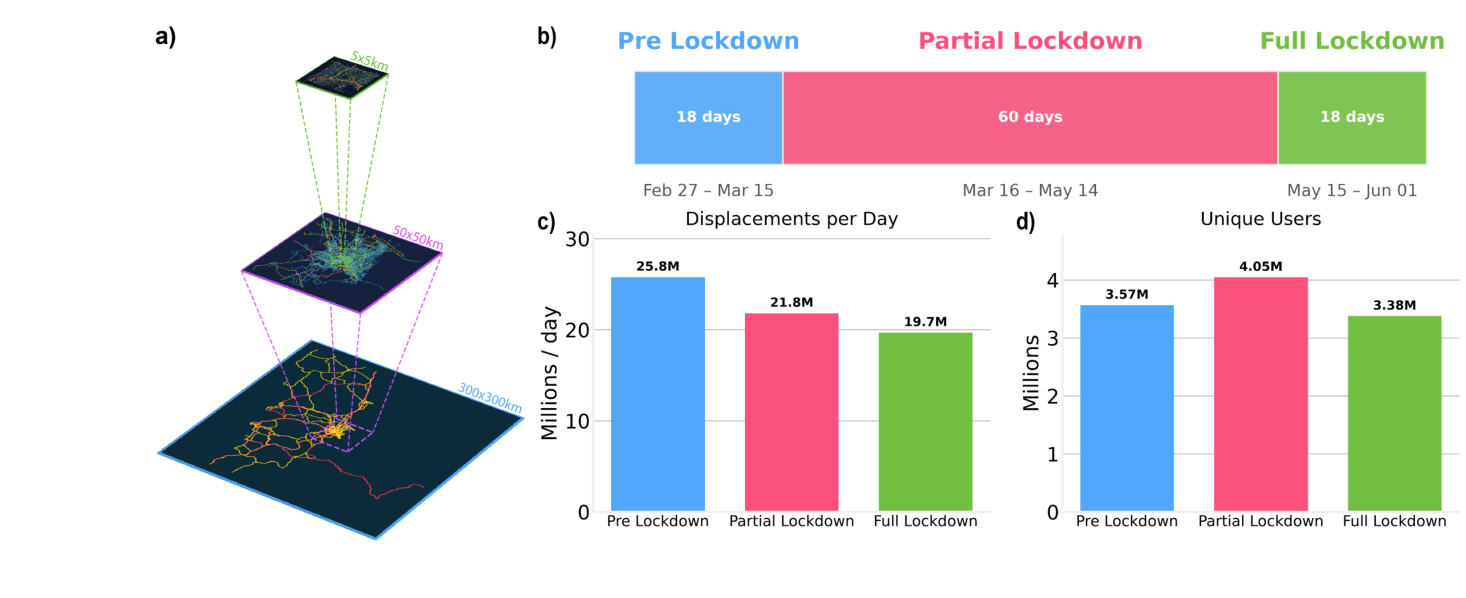 a)
5x5km
50x50km
300x300km
b)
Pre Lockdown
Partial Lockdown
Full Lockdown
18 days
60 days
18 days
Feb 27 – Mar 15
Mar 16 – May 14
May 15 – Jun 01
c)
Displacements per Day
Millions / day
30
20
10
0
25.8M
21.8M
19.7M
Pre Lockdown
Partial Lockdown
Full Lockdown
d)
Unique Users
Millions
4
3
2
1
0
3.57M
4.05M
3.38M
Pre Lockdown
Partial Lockdown
Full Lockdown